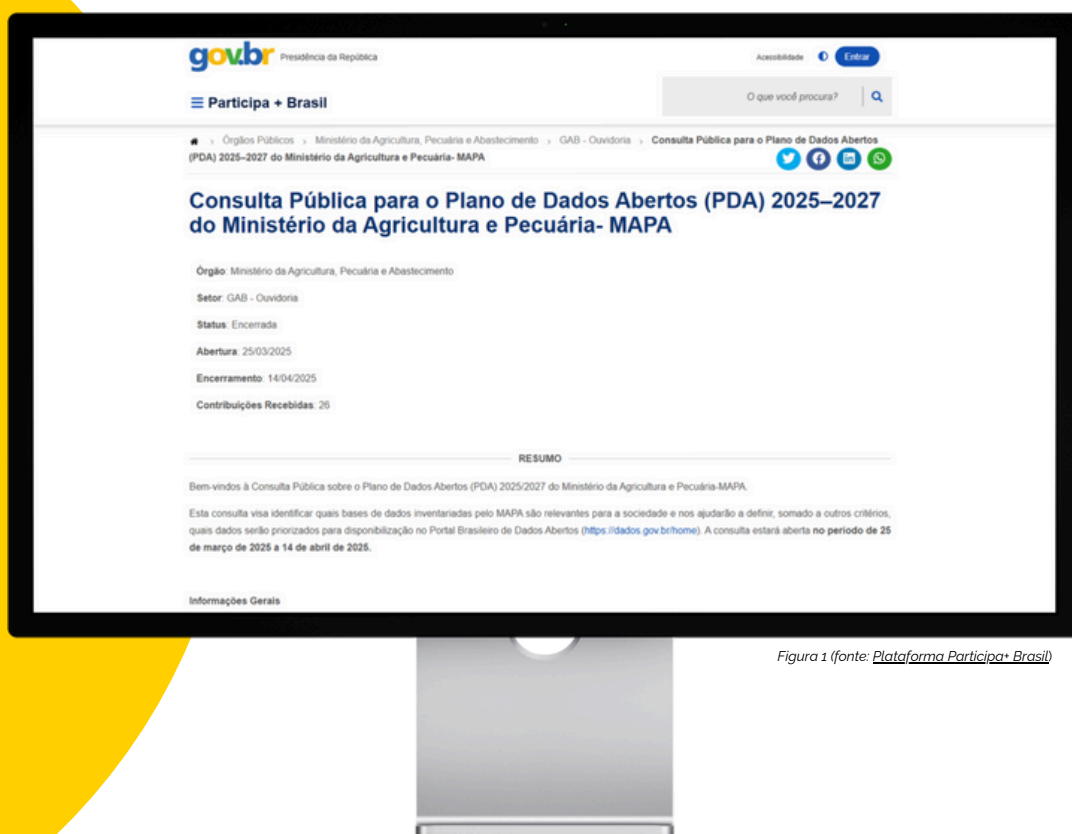 gov.br Presidência da República
Acessibilidade
Entrar
Participa + Brasil
O que você procura?
Órgãos Públicos > Ministério da Agricultura, Pecuária e Abastecimento > GAB - Ouvidoria > Consulta Pública para o Plano de Dados Abertos
(PDA) 2025–2027 do Ministério da Agricultura e Pecuária- MAPA
Consulta Pública para o Plano de Dados Abertos (PDA) 2025–2027
do Ministério da Agricultura e Pecuária- MAPA
Órgão: Ministério da Agricultura, Pecuária e Abastecimento
Setor: GAB - Ouvidoria
Status: Encerrada
Abertura: 25/03/2025
Encerramento: 14/04/2025
Contribuições Recebidas: 26
RESUMO
Bem-vindos à Consulta Pública sobre o Plano de Dados Abertos (PDA) 2025/2027 do Ministério da Agricultura e Pecuária-MAPA.
Esta consulta visa identificar quais bases de dados inventariadas pelo MAPA são relevantes para a sociedade e nos ajudarão a definir, somado a outros critérios,
quais dados serão priorizados para disponibilização no Portal Brasileiro de Dados Abertos (https://dados.gov.br/home). A consulta estará aberta no período de 25
de março de 2025 a 14 de abril de 2025.
Informações Gerais
Figura 1 (fonte: Plataforma Participa+ Brasil)